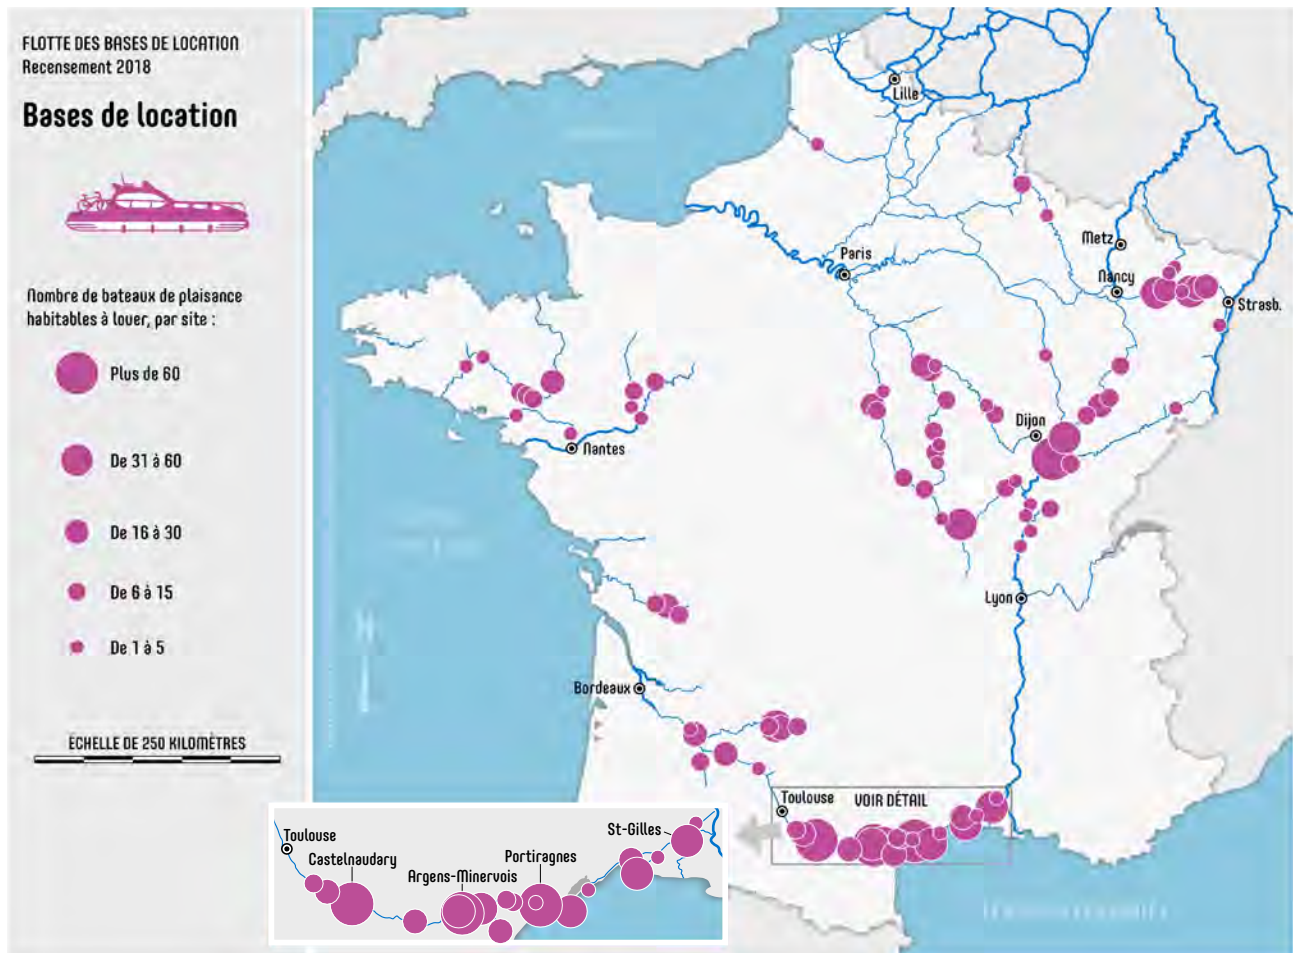 FLOTTE DES BASES DE LOCATION
Recensement 2018
Bases de location
Nombre de bateaux de plaisance
habitables à louer, par site :
Plus de 60
De 31 à 60
De 16 à 30
De 6 à 15
De 1 à 5
ÉCHELLE DE 250 KILOMÈTRES
Lille
Metz
Paris
Nancy
Strasb.
Dijon
Nantes
Lyon
Bordeaux
Toulouse
VOIR DÉTAIL
Toulouse
Castelnaudary
Argens-Minervois
Portiragnes
St-Gilles